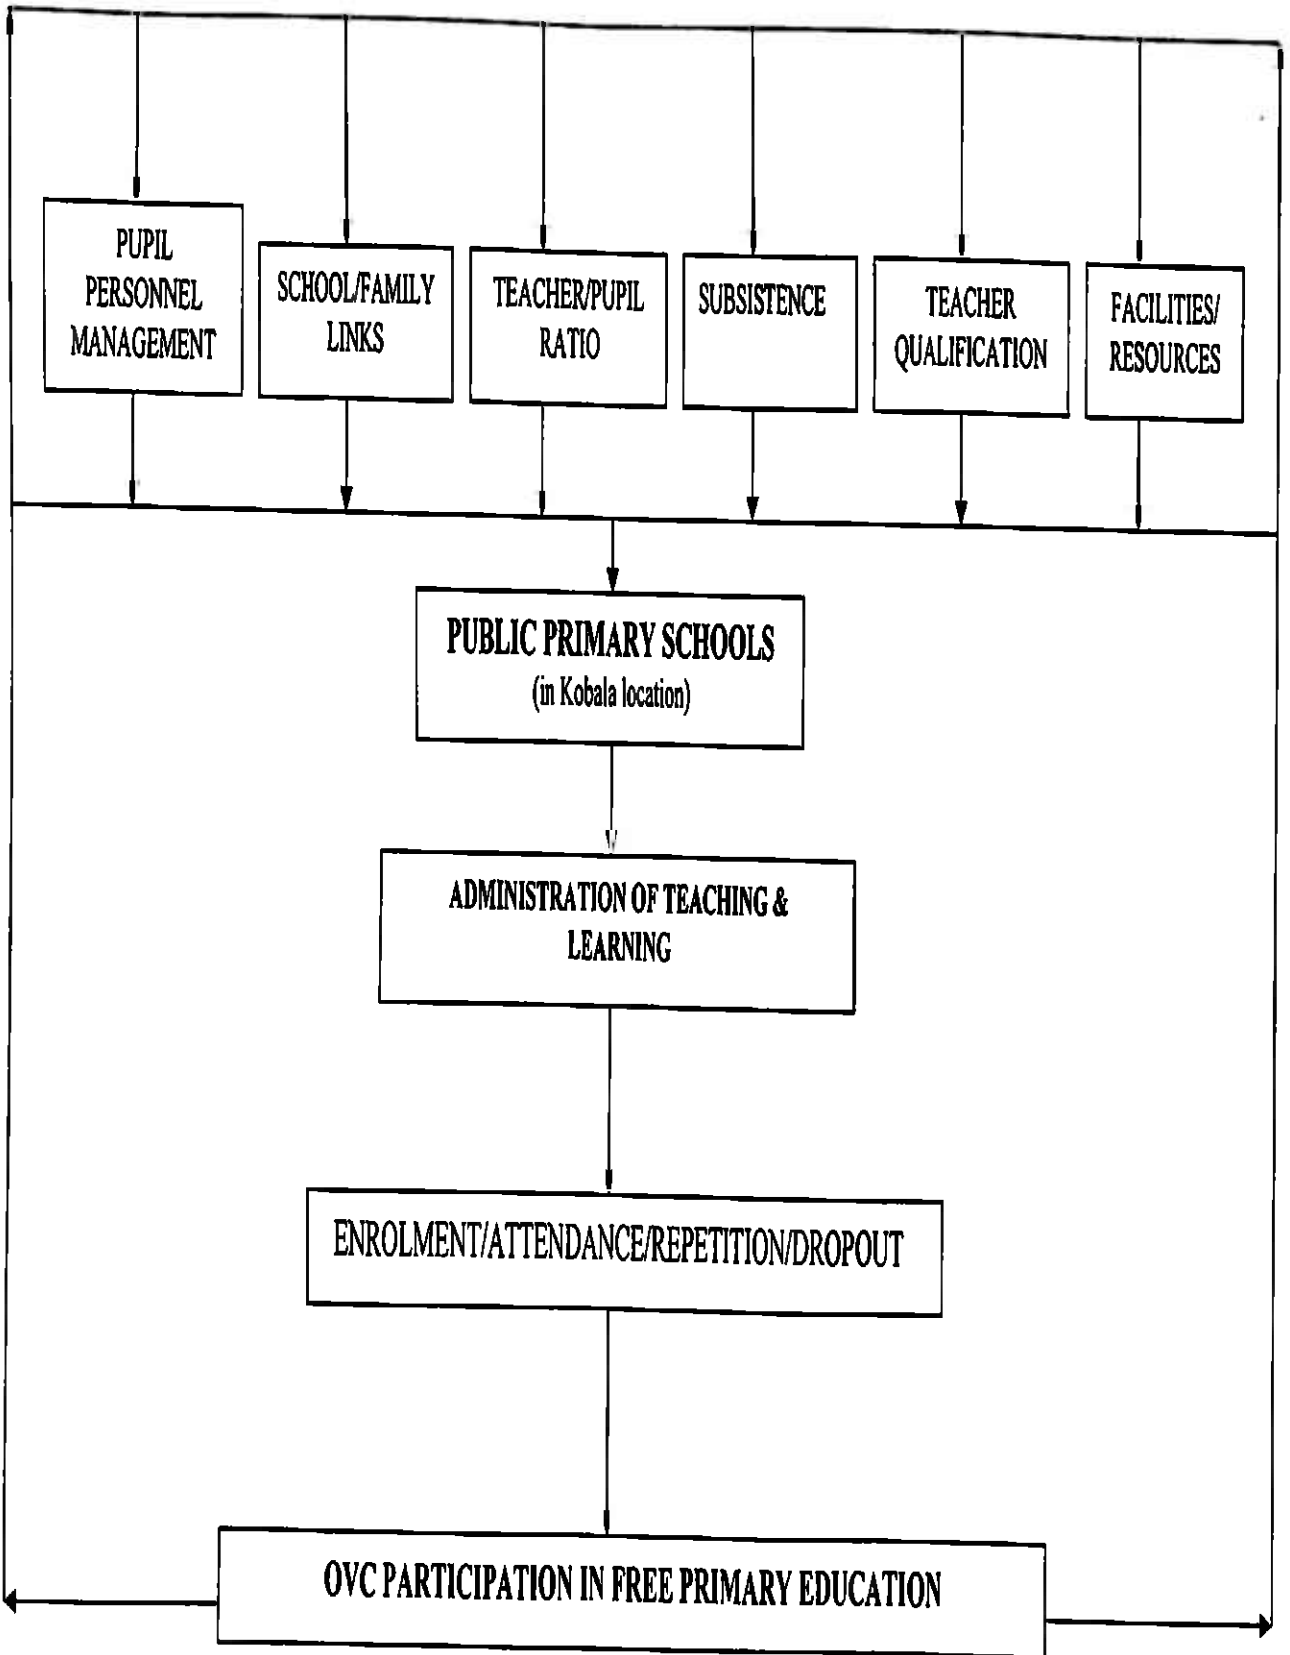 PUPIL
PERSONNEL
MANAGEMENT
SCHOOL/FAMILY
LINKS
TEACHER/PUPIL
RATIO
SUBSISTENCE
TEACHER
QUALIFICATION
FACILITIES/
RESOURCES
PUBLIC PRIMARY SCHOOLS
(in Kobala location)
ADMINISTRATION OF TEACHING &
LEARNING
ENROLMENT/ATTENDANCE/REPETITION/DROPOUT
OVC PARTICIPATION IN FREE PRIMARY EDUCATION